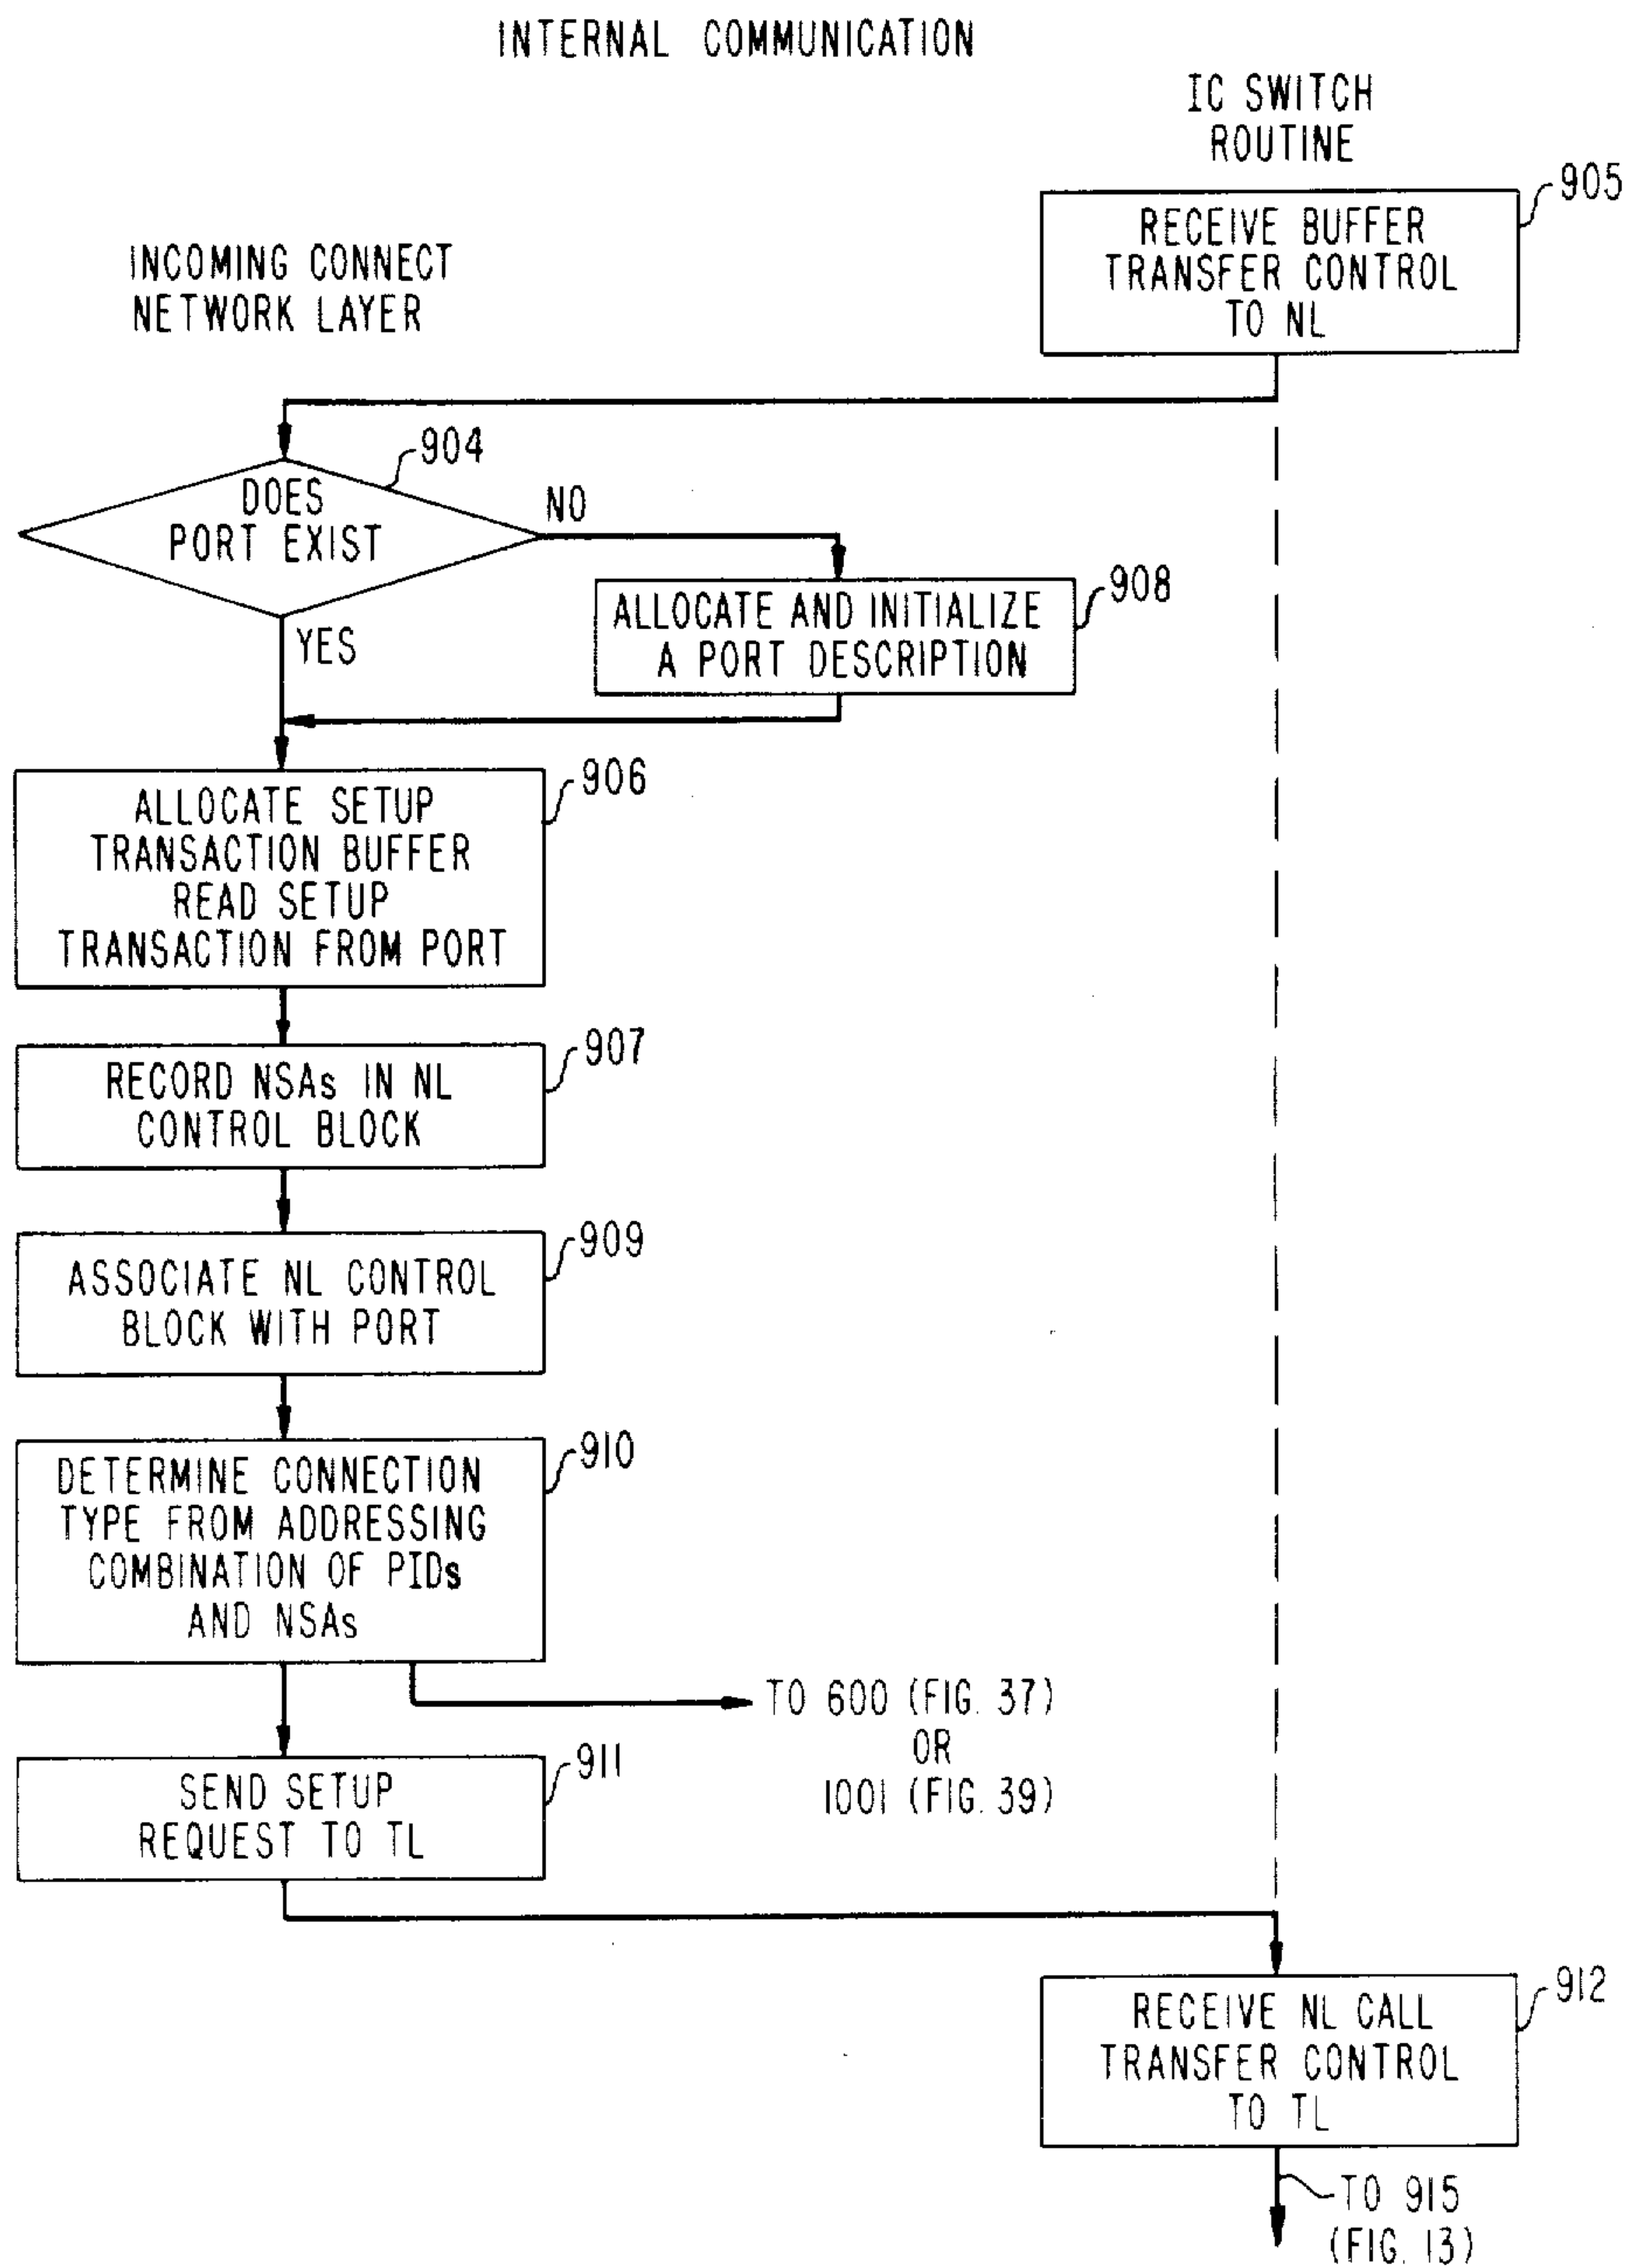 INTERNAL COMMUNICATION
IC SWITCH
ROUTINE
905
RECEIVE BUFFER
TRANSFER CONTROL
TO NL
INCOMING CONNECT
NETWORK LAYER
904
DOES
PORT EXIST
NO
YES
908
ALLOCATE AND INITIALIZE
A PORT DESCRIPTION
906
ALLOCATE SETUP
TRANSACTION BUFFER
READ SETUP
TRANSACTION FROM PORT
907
RECORD NSAs IN NL
CONTROL BLOCK
909
ASSOCIATE NL CONTROL
BLOCK WITH PORT
910
DETERMINE CONNECTION
TYPE FROM ADDRESSING
COMBINATION OF PIDs
AND NSAs
TO 600 (FIG. 37)
OR
1001 (FIG. 39)
911
SEND SETUP
REQUEST TO TL
912
RECEIVE NL CALL
TRANSFER CONTROL
TO TL
TO 915
(FIG. 13)